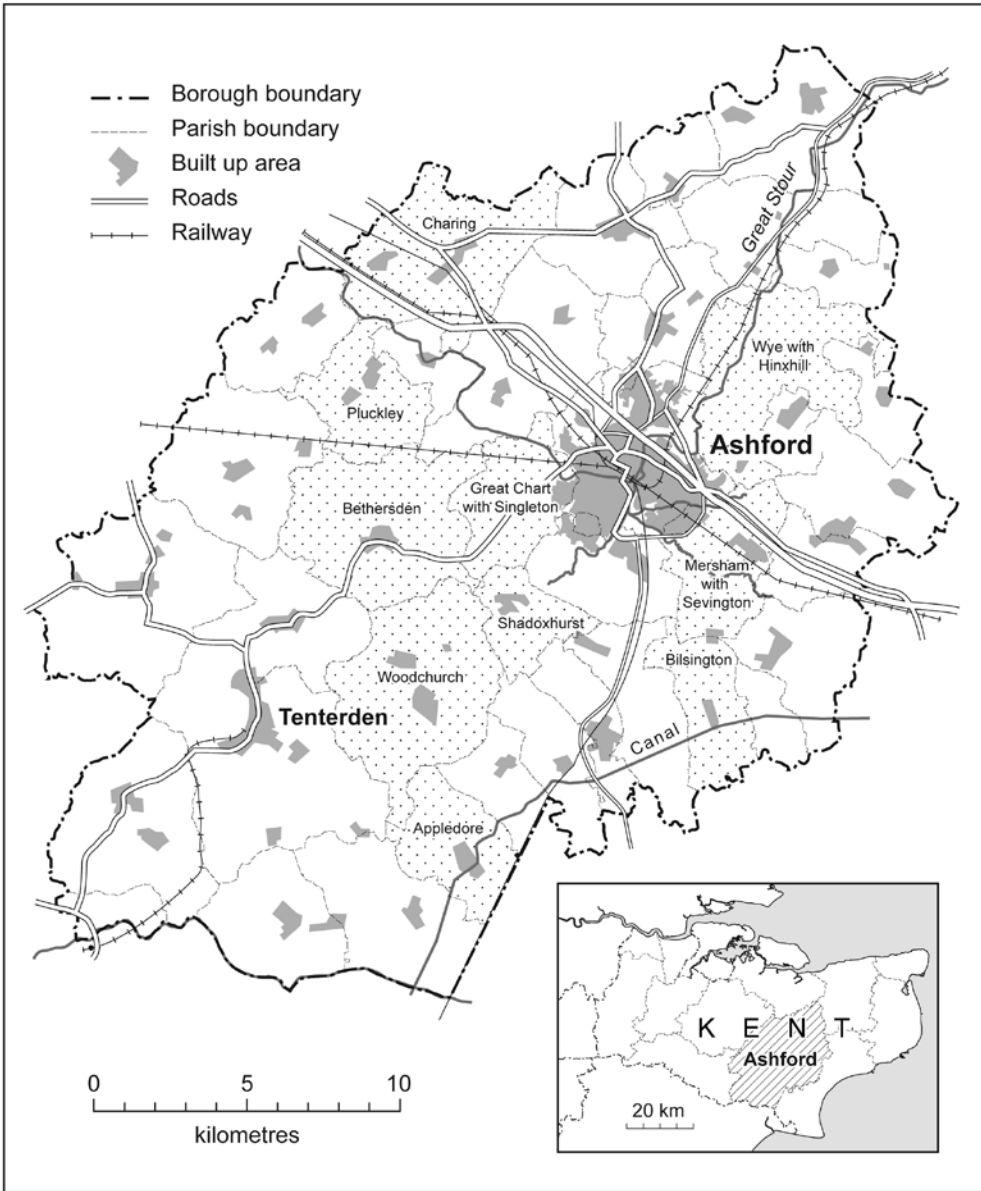 Borough boundary
Parish boundary
Built up area
Roads
Railway
Charing
Great Stour
Wye with
Hinxhill
Pluckley
Ashford
Great Chart
with Singleton
Bethersden
Mersham
with
Sevington
Shadoxhurst
Bilsington
Woodchurch
Tenterden
Canal
Appledore
0 5 10
kilometres
K E N T
Ashford
20 km